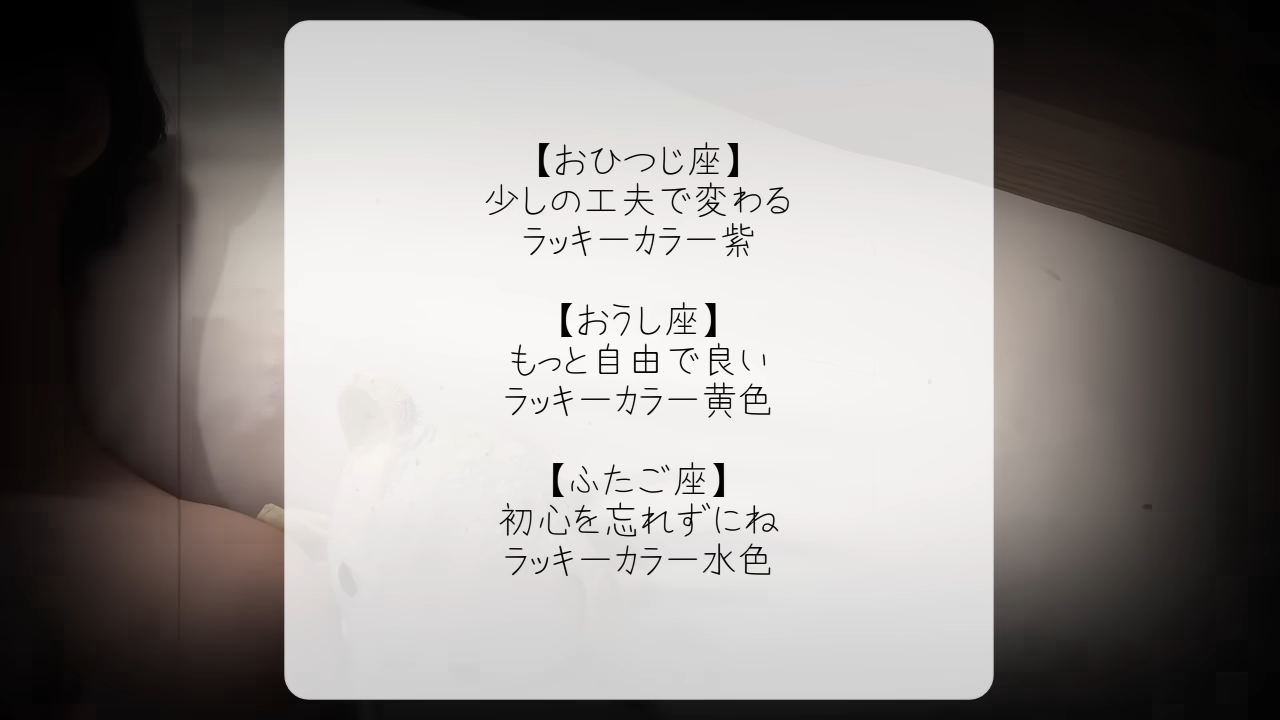 【おひつじ座】
少しの工夫で変わる
ラッキーカラー紫
【おうし座】
もっと自由で良い
ラッキーカラー黄色
【ふたご座】
初心を忘れずにね
ラッキーカラー水色